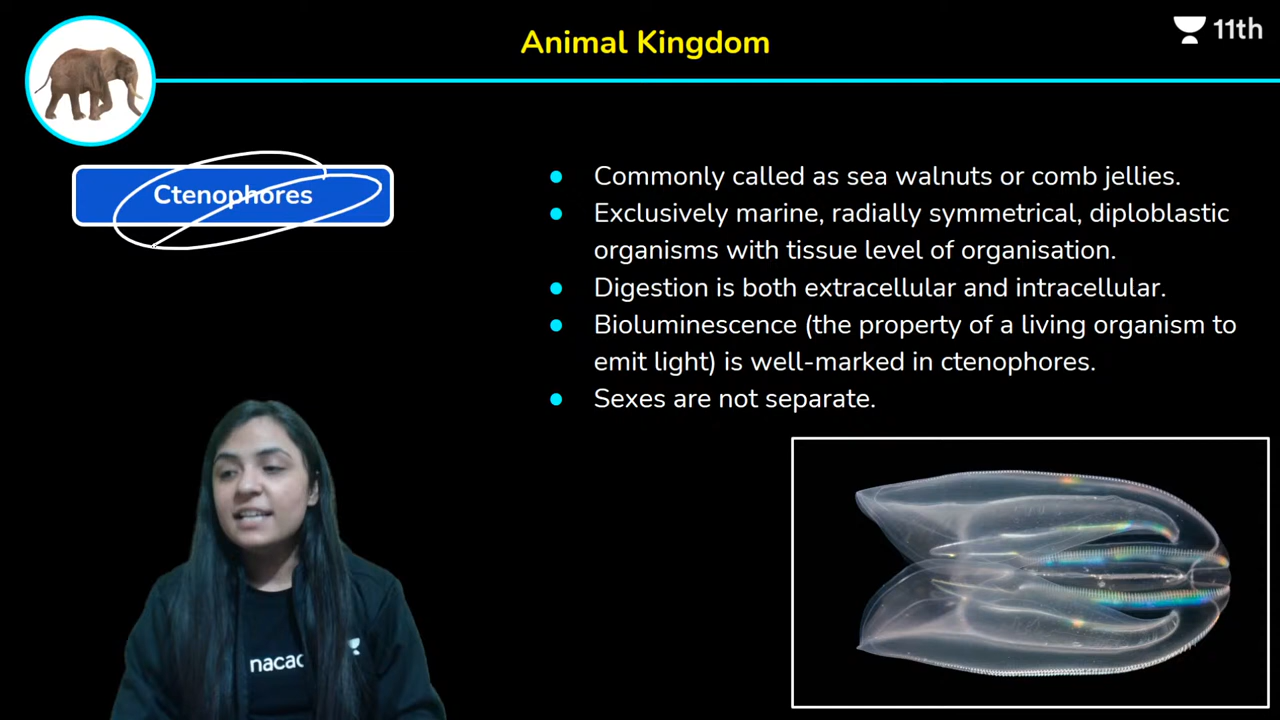 Animal Kingdom
11th
Ctenophores
Commonly called as sea walnuts or comb jellies.
Exclusively marine, radially symmetrical, diploblastic
organisms with tissue level of organisation.
Digestion is both extracellular and intracellular.
Bioluminescence (the property of a living organism to
emit light) is well-marked in ctenophores.
Sexes are not separate.
nacac